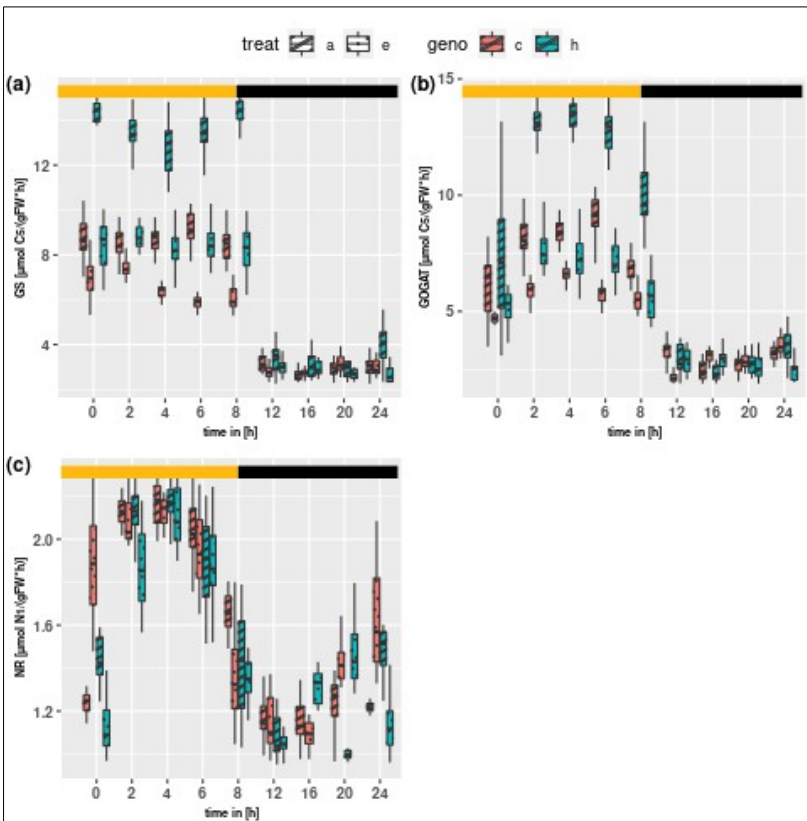 treat a e geno c h
(a)
12
8
4
GS [µmol C5/(gFW*h)]
0 2 4 6 8 12 16 20 24
time in [h]
(b)
15
10
5
GOGAT [µmol C5/(gFW*h)]
0 2 4 6 8 12 16 20 24
time in [h]
(c)
2.0
1.6
1.2
NR [µmol N1/(gFW*h)]
0 2 4 6 8 12 16 20 24
time in [h]